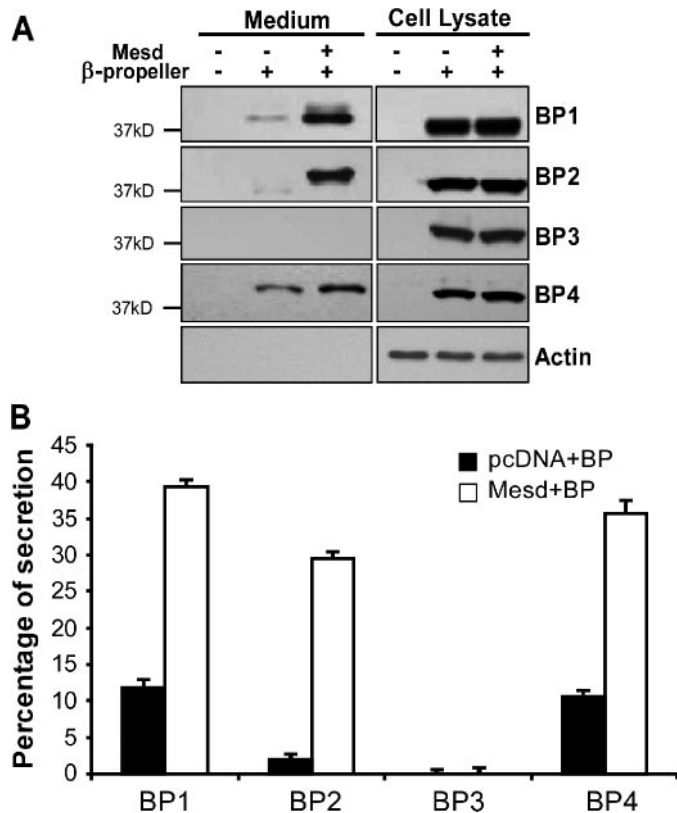 A
Medium Cell Lysate
Mesd - - + - - +
β-propeller - + + - + +
37kD BP1
37kD BP2
37kD BP3
37kD BP4
Actin
B
Percentage of secretion
45
40
35
30
25
20
15
10
5
0
pcDNA+BP
Mesd+BP
BP1 BP2 BP3 BP4